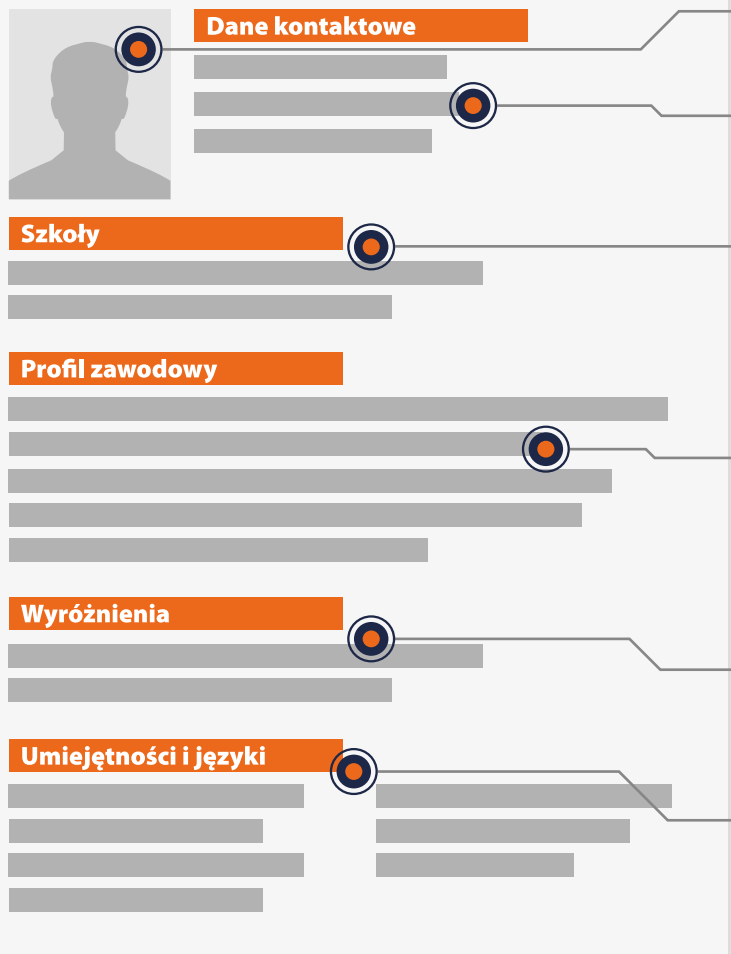 Dane kontaktowe
Szkoły
Profil zawodowy
Wyróżnienia
Umiejętności i języki